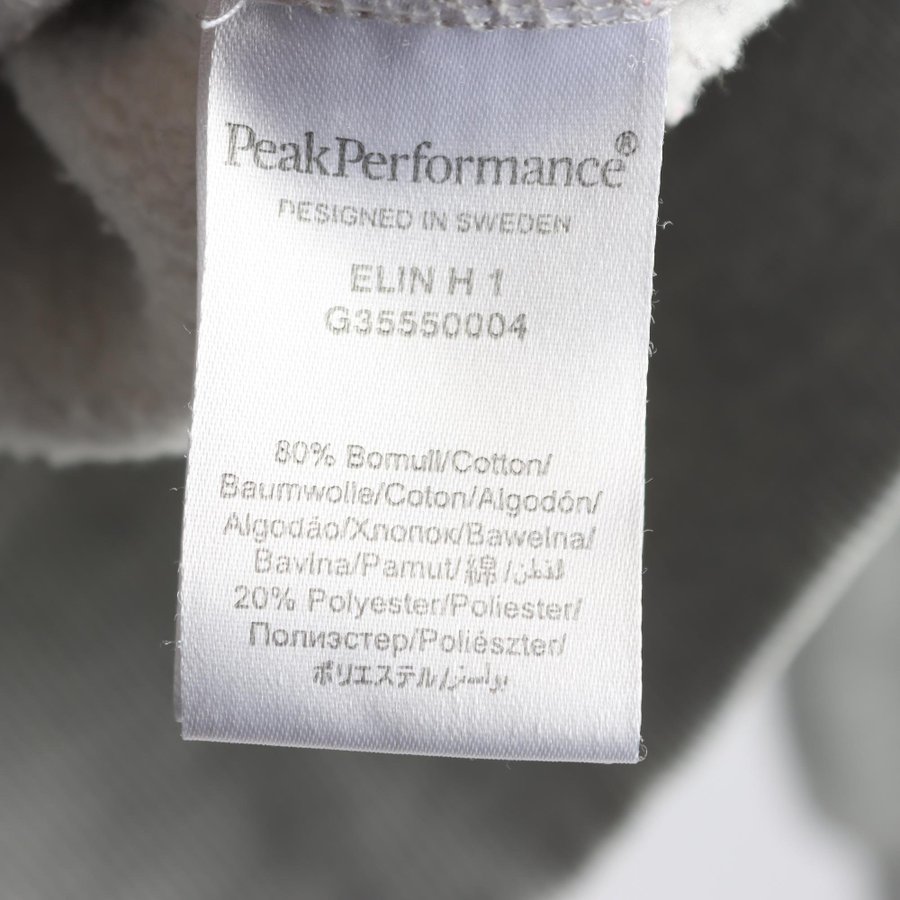 PeakPerformance®
DESIGNED IN SWEDEN
ELIN H 1
G35550004
80% Bomull/Cotton/
Baumwolle/Coton/Algodón/
Algodão/Хлопок/Bawełna/
Bavlna/Pamut/綿/قطن
20% Polyester/Poliester/
Полиэстер/Poliészter/
ポリエステル/بوليستر